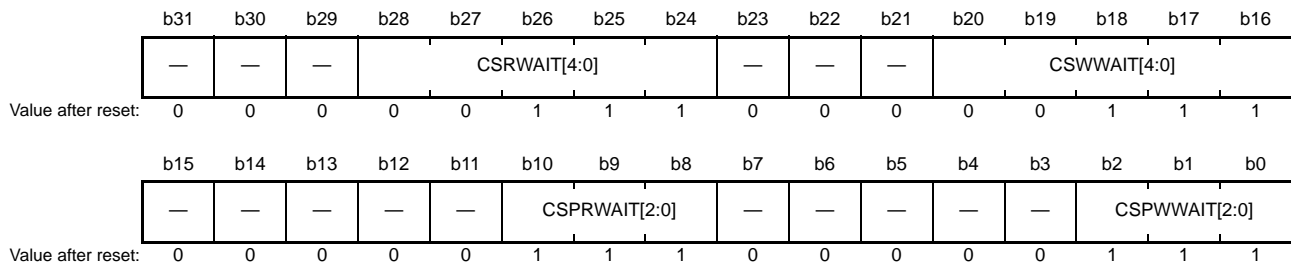 b31 b30 b29 b28 b27 b26 b25 b24 b23 b22 b21 b20 b19 b18 b17 b16
— — — CSRWAIT[4:0] — — — CSWWAIT[4:0]
Value after reset: 0 0 0 0 0 1 1 1 0 0 0 0 0 1 1 1
b15 b14 b13 b12 b11 b10 b9 b8 b7 b6 b5 b4 b3 b2 b1 b0
— — — — — CSPRWAIT[2:0] — — — — — CSPWWAIT[2:0]
Value after reset: 0 0 0 0 0 1 1 1 0 0 0 0 0 1 1 1